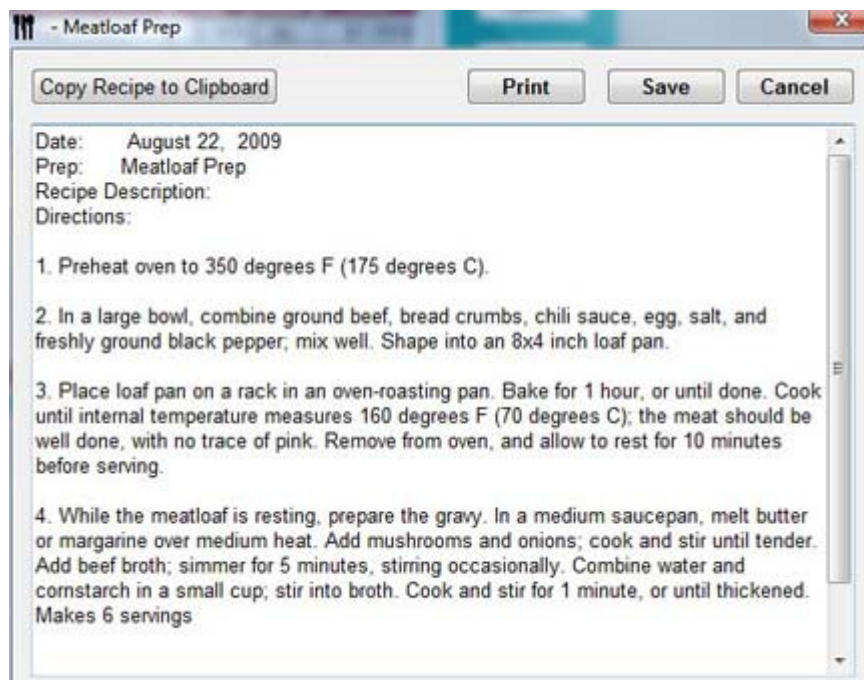 - Meatloaf Prep
Copy Recipe to Clipboard Print Save Cancel
Date: August 22, 2009
Prep: Meatloaf Prep
Recipe Description:
Directions:
1. Preheat oven to 350 degrees F (175 degrees C).
2. In a large bowl, combine ground beef, bread crumbs, chili sauce, egg, salt, and
freshly ground black pepper; mix well. Shape into an 8x4 inch loaf pan.
3. Place loaf pan on a rack in an oven-roasting pan. Bake for 1 hour, or until done. Cook
until internal temperature measures 160 degrees F (70 degrees C); the meat should be
well done, with no trace of pink. Remove from oven, and allow to rest for 10 minutes
before serving.
4. While the meatloaf is resting, prepare the gravy. In a medium saucepan, melt butter
or margarine over medium heat. Add mushrooms and onions; cook and stir until tender.
Add beef broth; simmer for 5 minutes, stirring occasionally. Combine water and
cornstarch in a small cup; stir into broth. Cook and stir for 1 minute, or until thickened.
Makes 6 servings